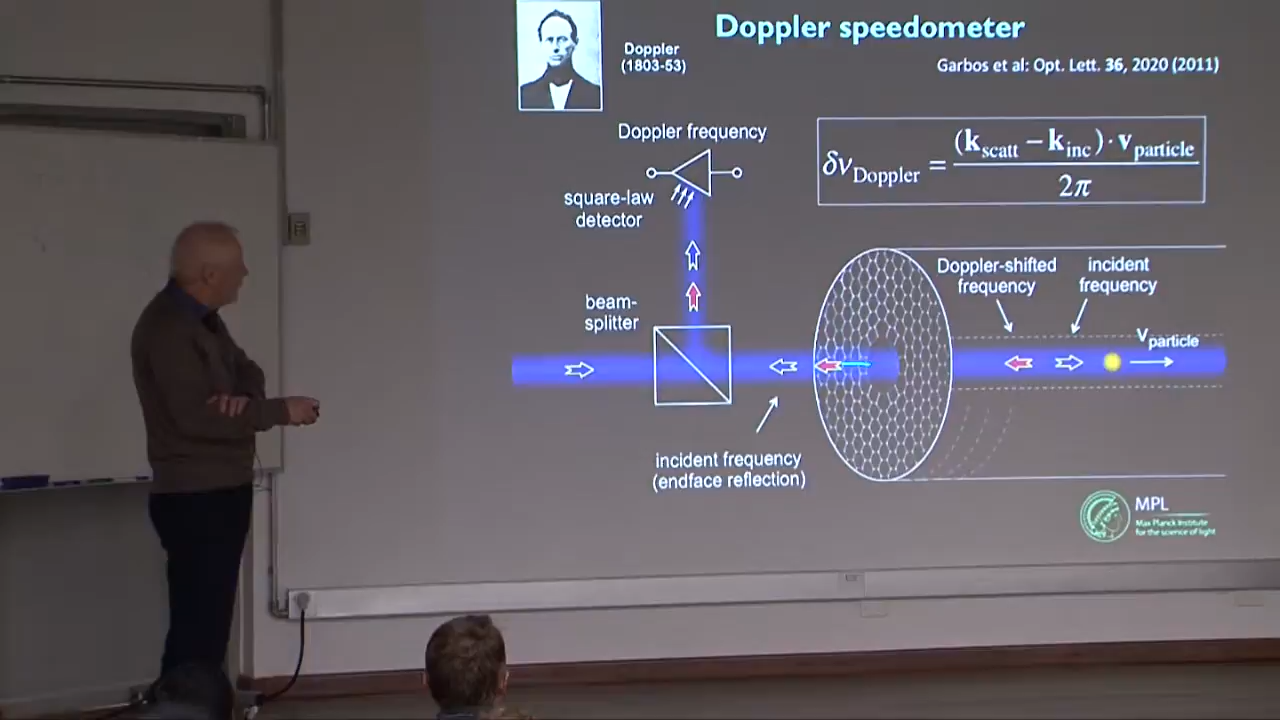 Doppler speedometer
Doppler
(1803-53)
Garbos et al: Opt. Lett. 36, 2020 (2011)
Doppler frequency
δν_Doppler = (k_scatt − k_inc) · v_particle / 2π
square-law
detector
Doppler-shifted
frequency
incident
frequency
beam-
splitter
v_particle
incident frequency
(endface reflection)
MPL
Max Planck Institute
for the science of light